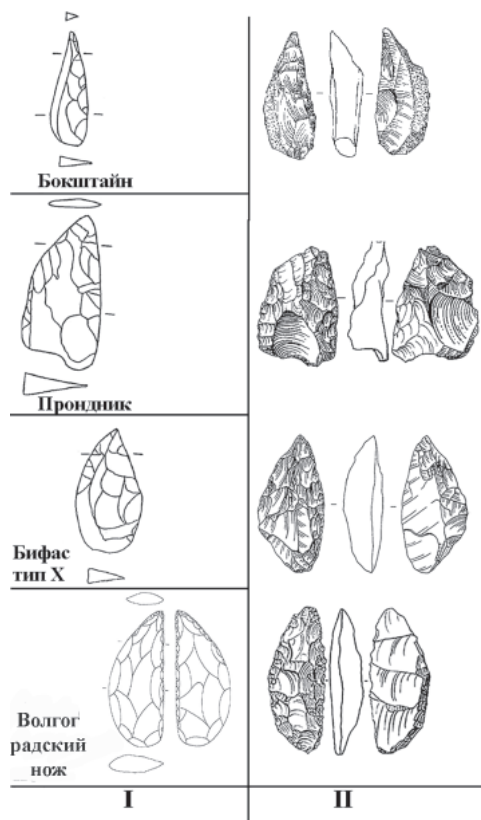 Бокштайн
Прондник
Бифас
тип X
Волгог
радский
нож
I
II